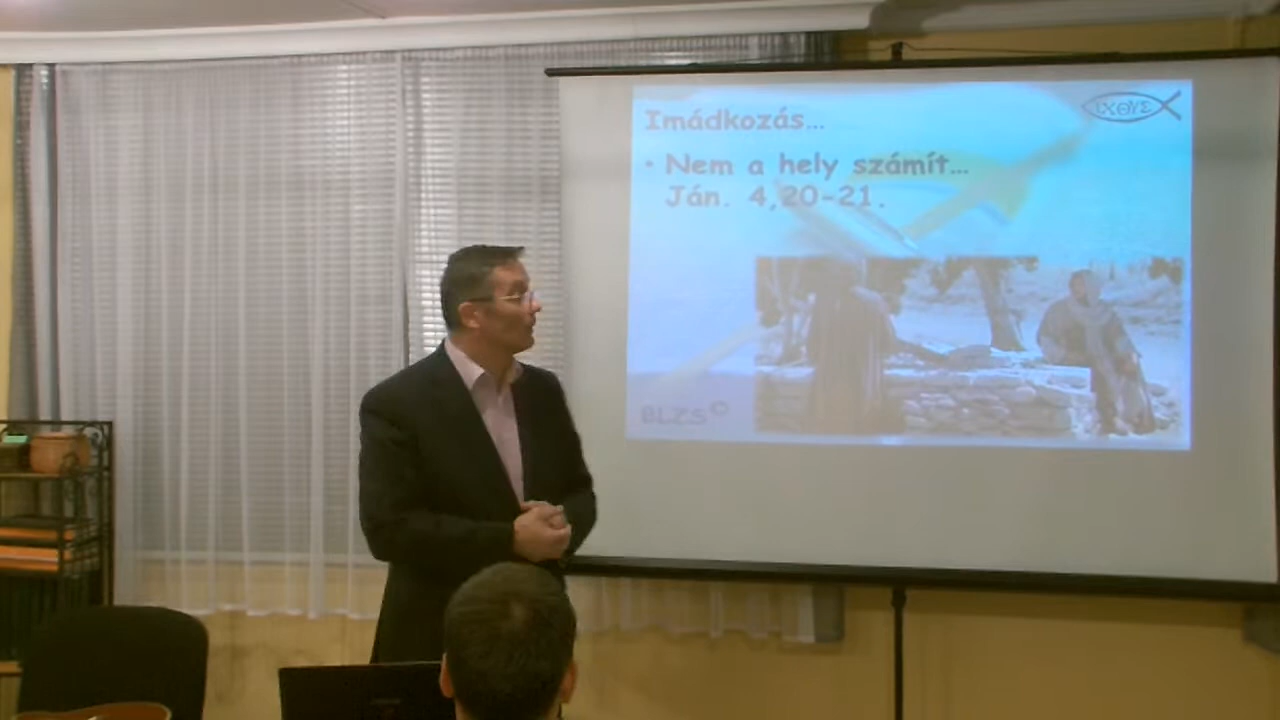 Imádkozás…
ΙΧΘΥΣ
• Nem a hely számít…
Ján. 4,20-21.
BLZS©